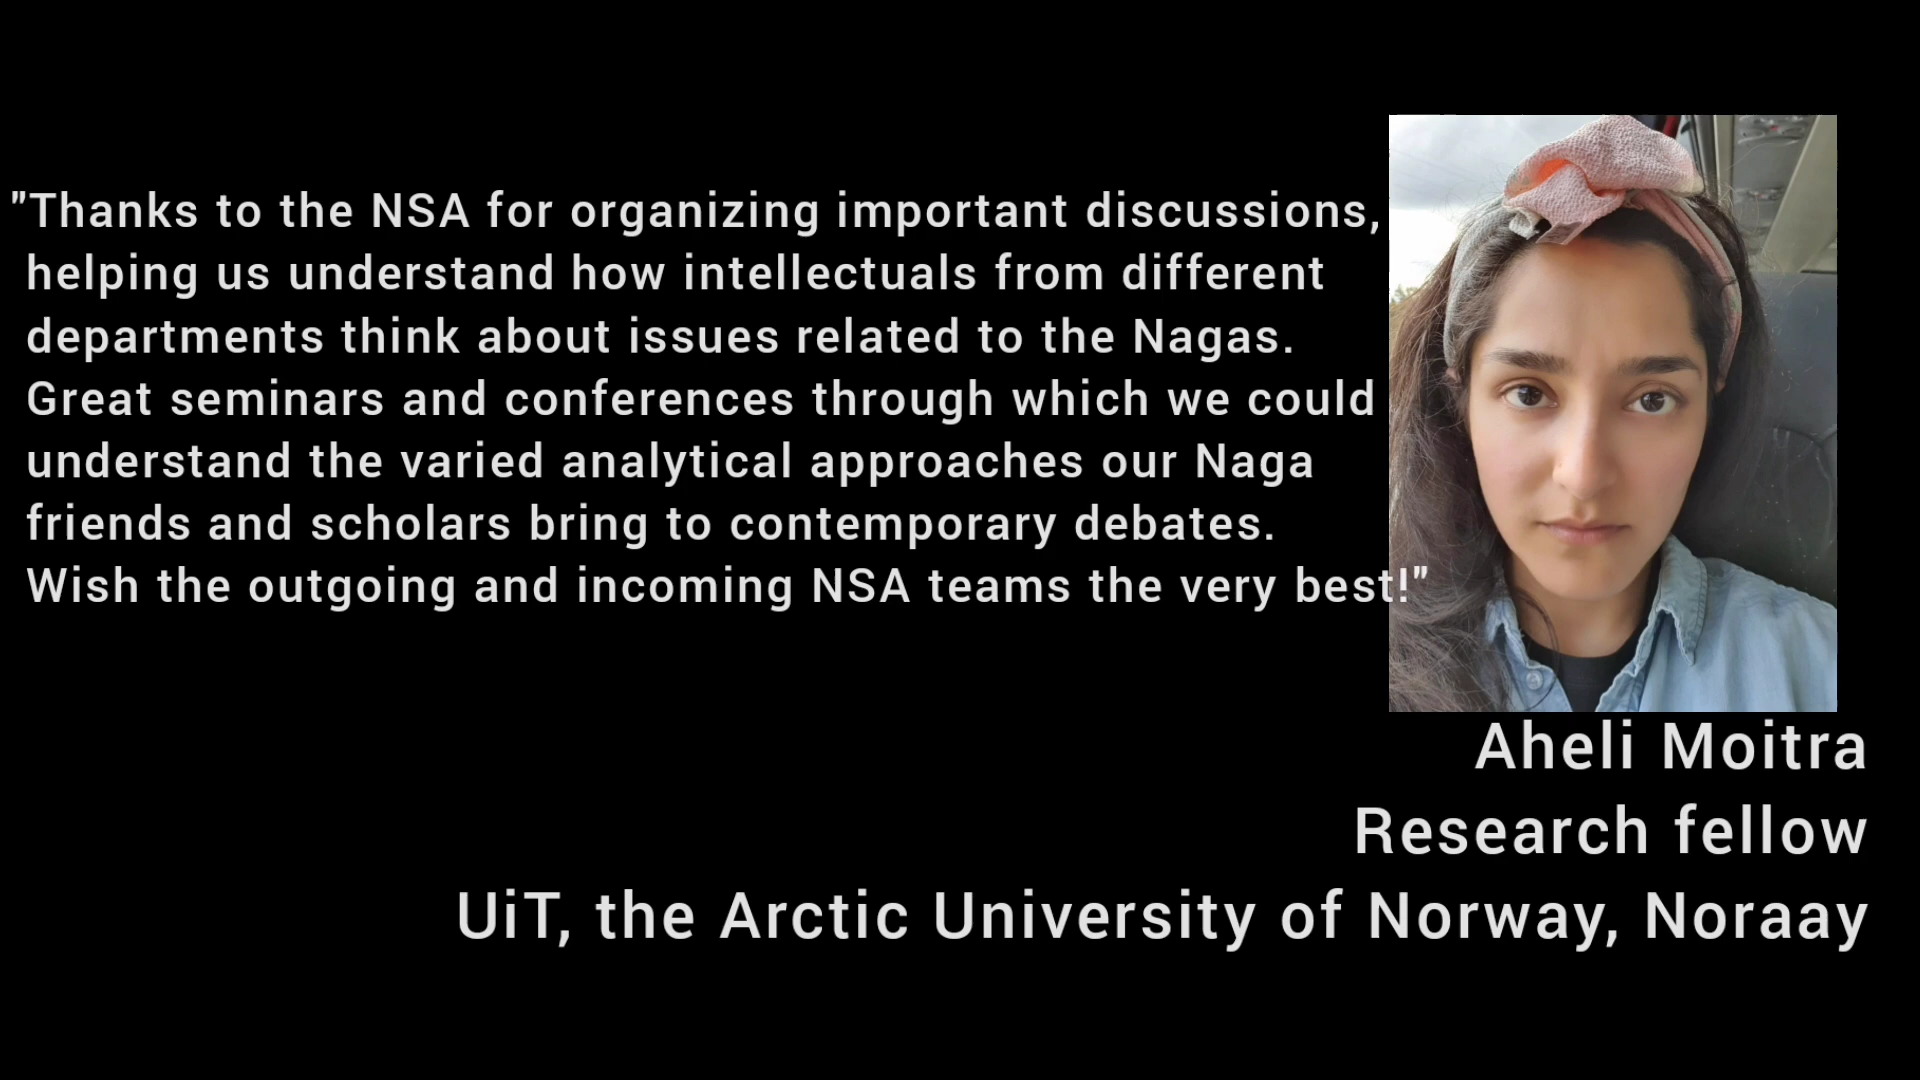 "Thanks to the NSA for organizing important discussions,
helping us understand how intellectuals from different
departments think about issues related to the Nagas.
Great seminars and conferences through which we could
understand the varied analytical approaches our Naga
friends and scholars bring to contemporary debates.
Wish the outgoing and incoming NSA teams the very best!"
Aheli Moitra
Research fellow
UiT, the Arctic University of Norway, Noraay